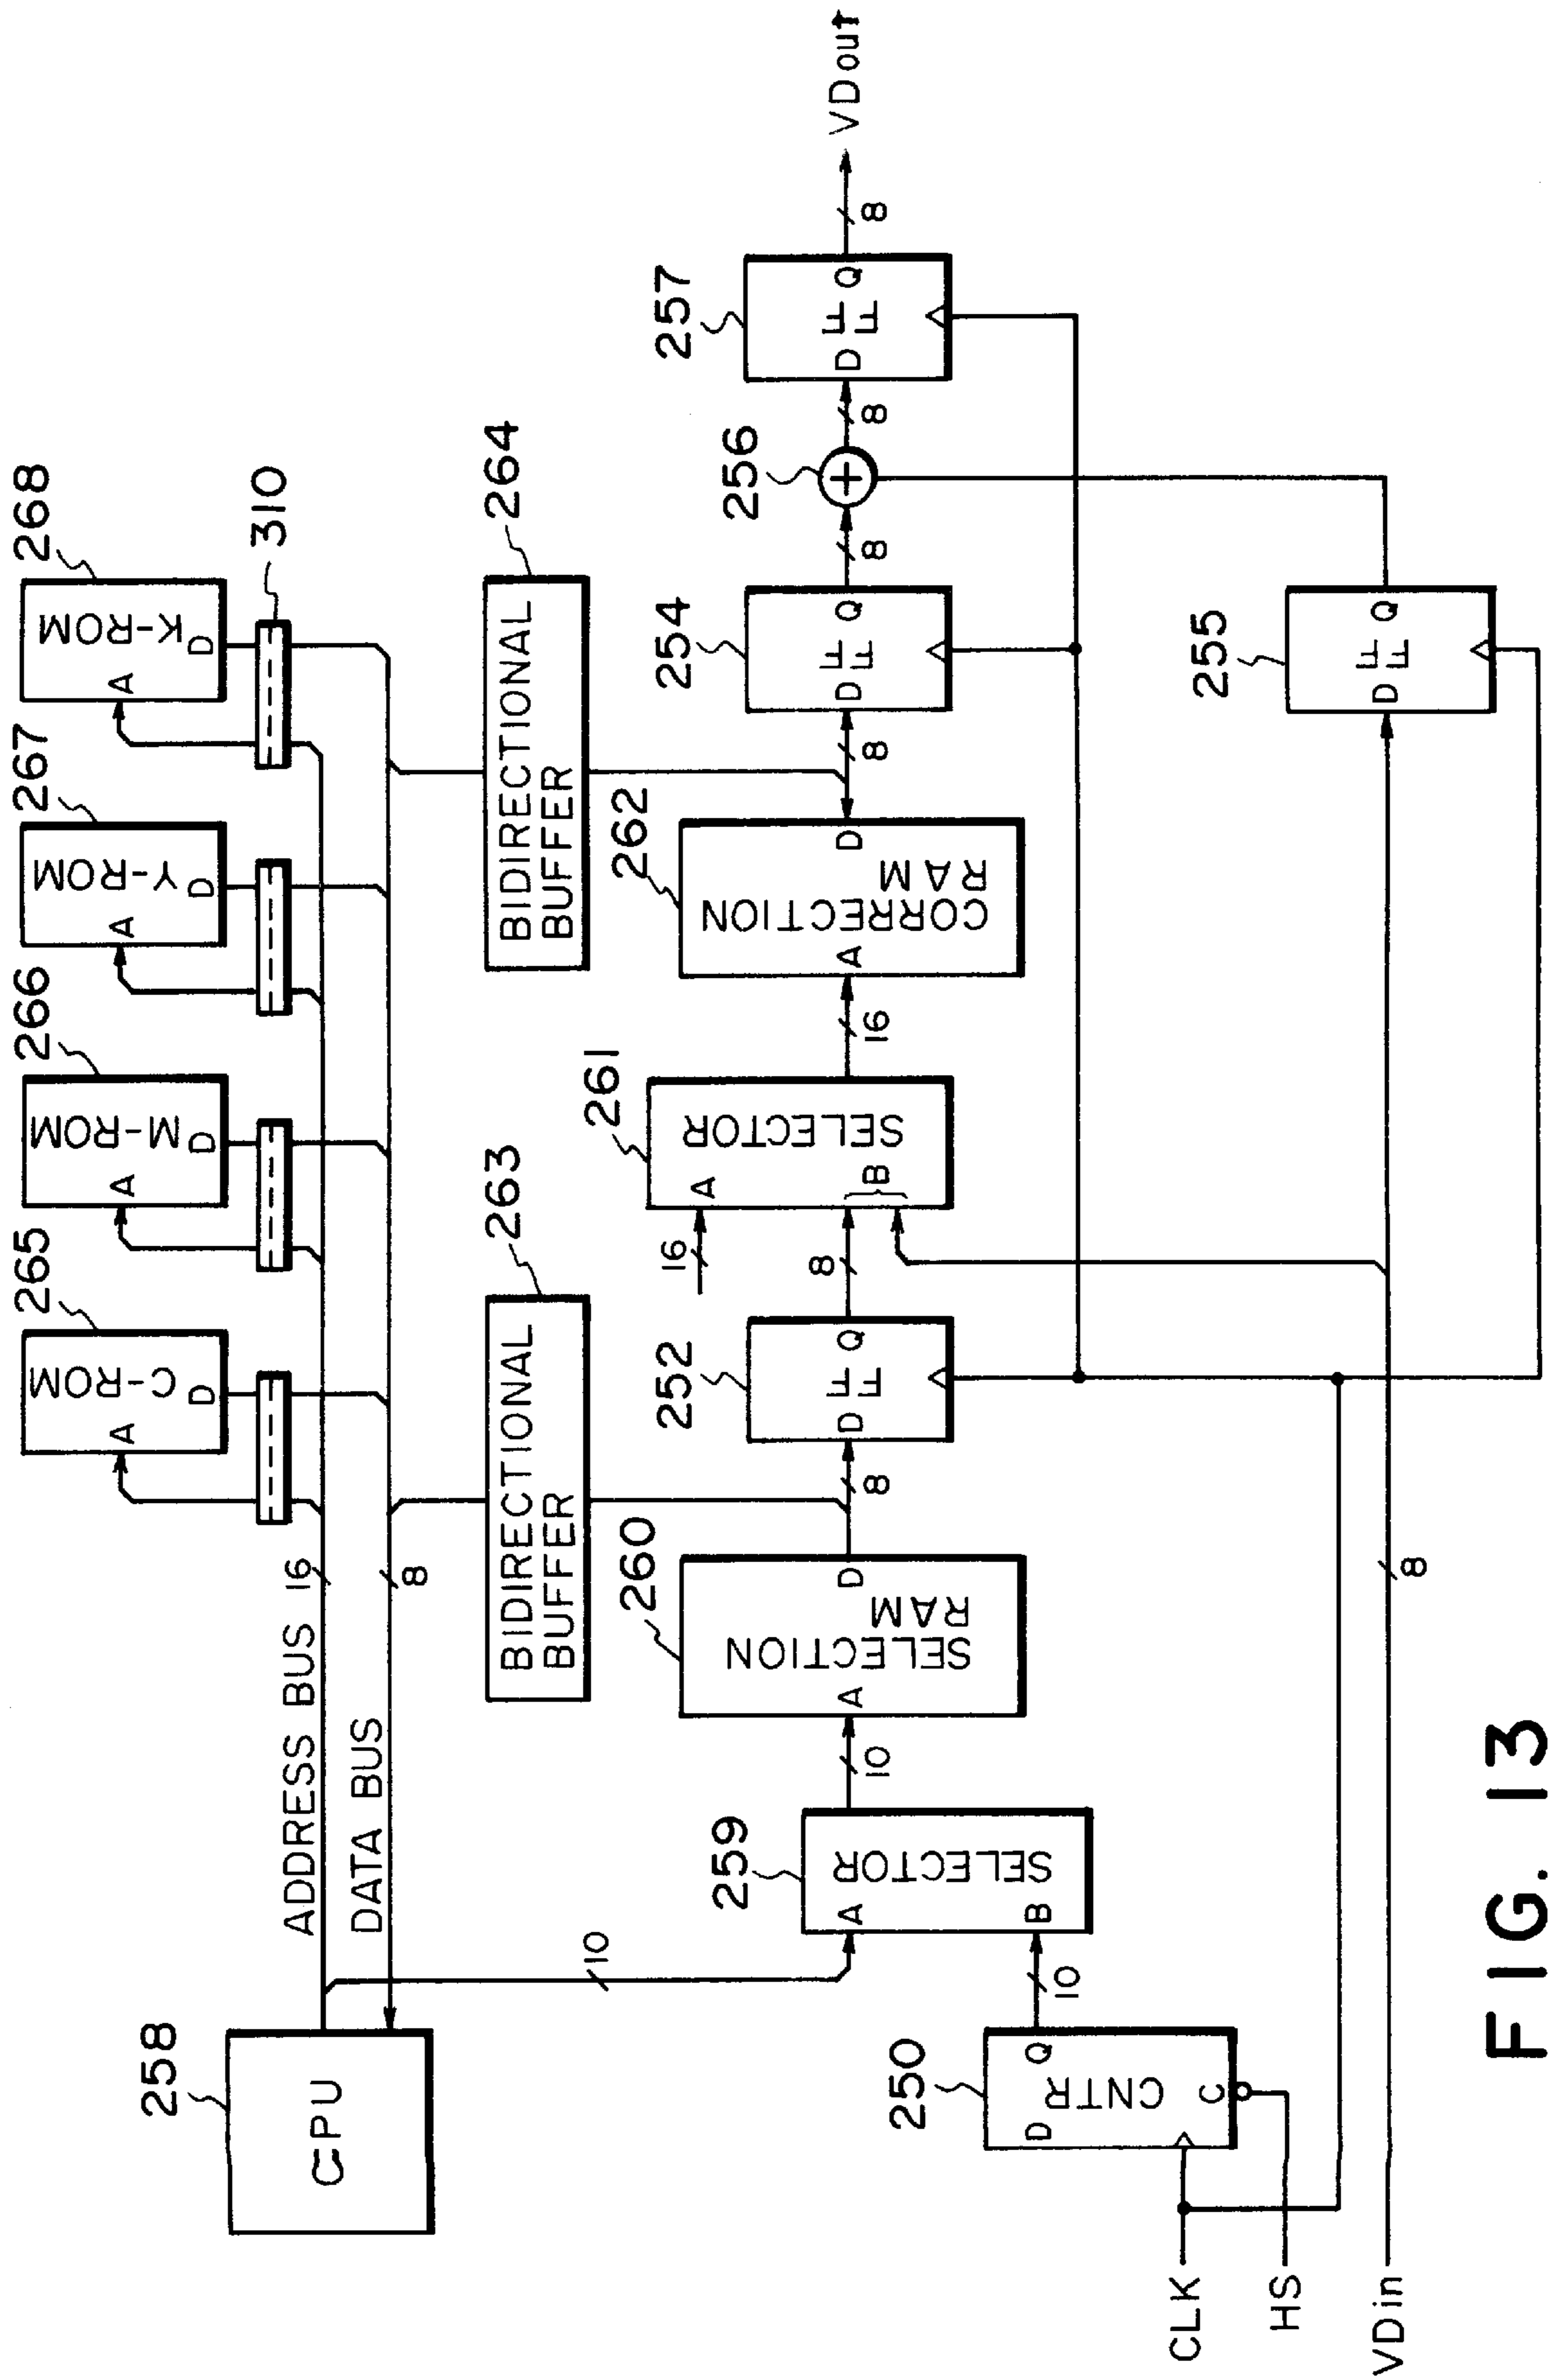 258
CPU
ADDRESS BUS 16
DATA BUS 8
265
C-ROM
A
D
266
M-ROM
A
D
267
Y-ROM
A
D
268
K-ROM
A
D
310
263
BIDIRECTIONAL
BUFFER
264
BIDIRECTIONAL
BUFFER
10
250
CNTR
D
Q
C
10
259
SELECTOR
A
B
10
260
SELECTION
RAM
A
D
8
252
FF
D
Q
8
16
261
SELECTOR
A
B
16
262
CORRECTION
RAM
A
D
8
254
FF
D
Q
8
256
8
257
FF
D
Q
8
VDout
255
FF
D
Q
8
CLK
HS
VDin
FIG. 13